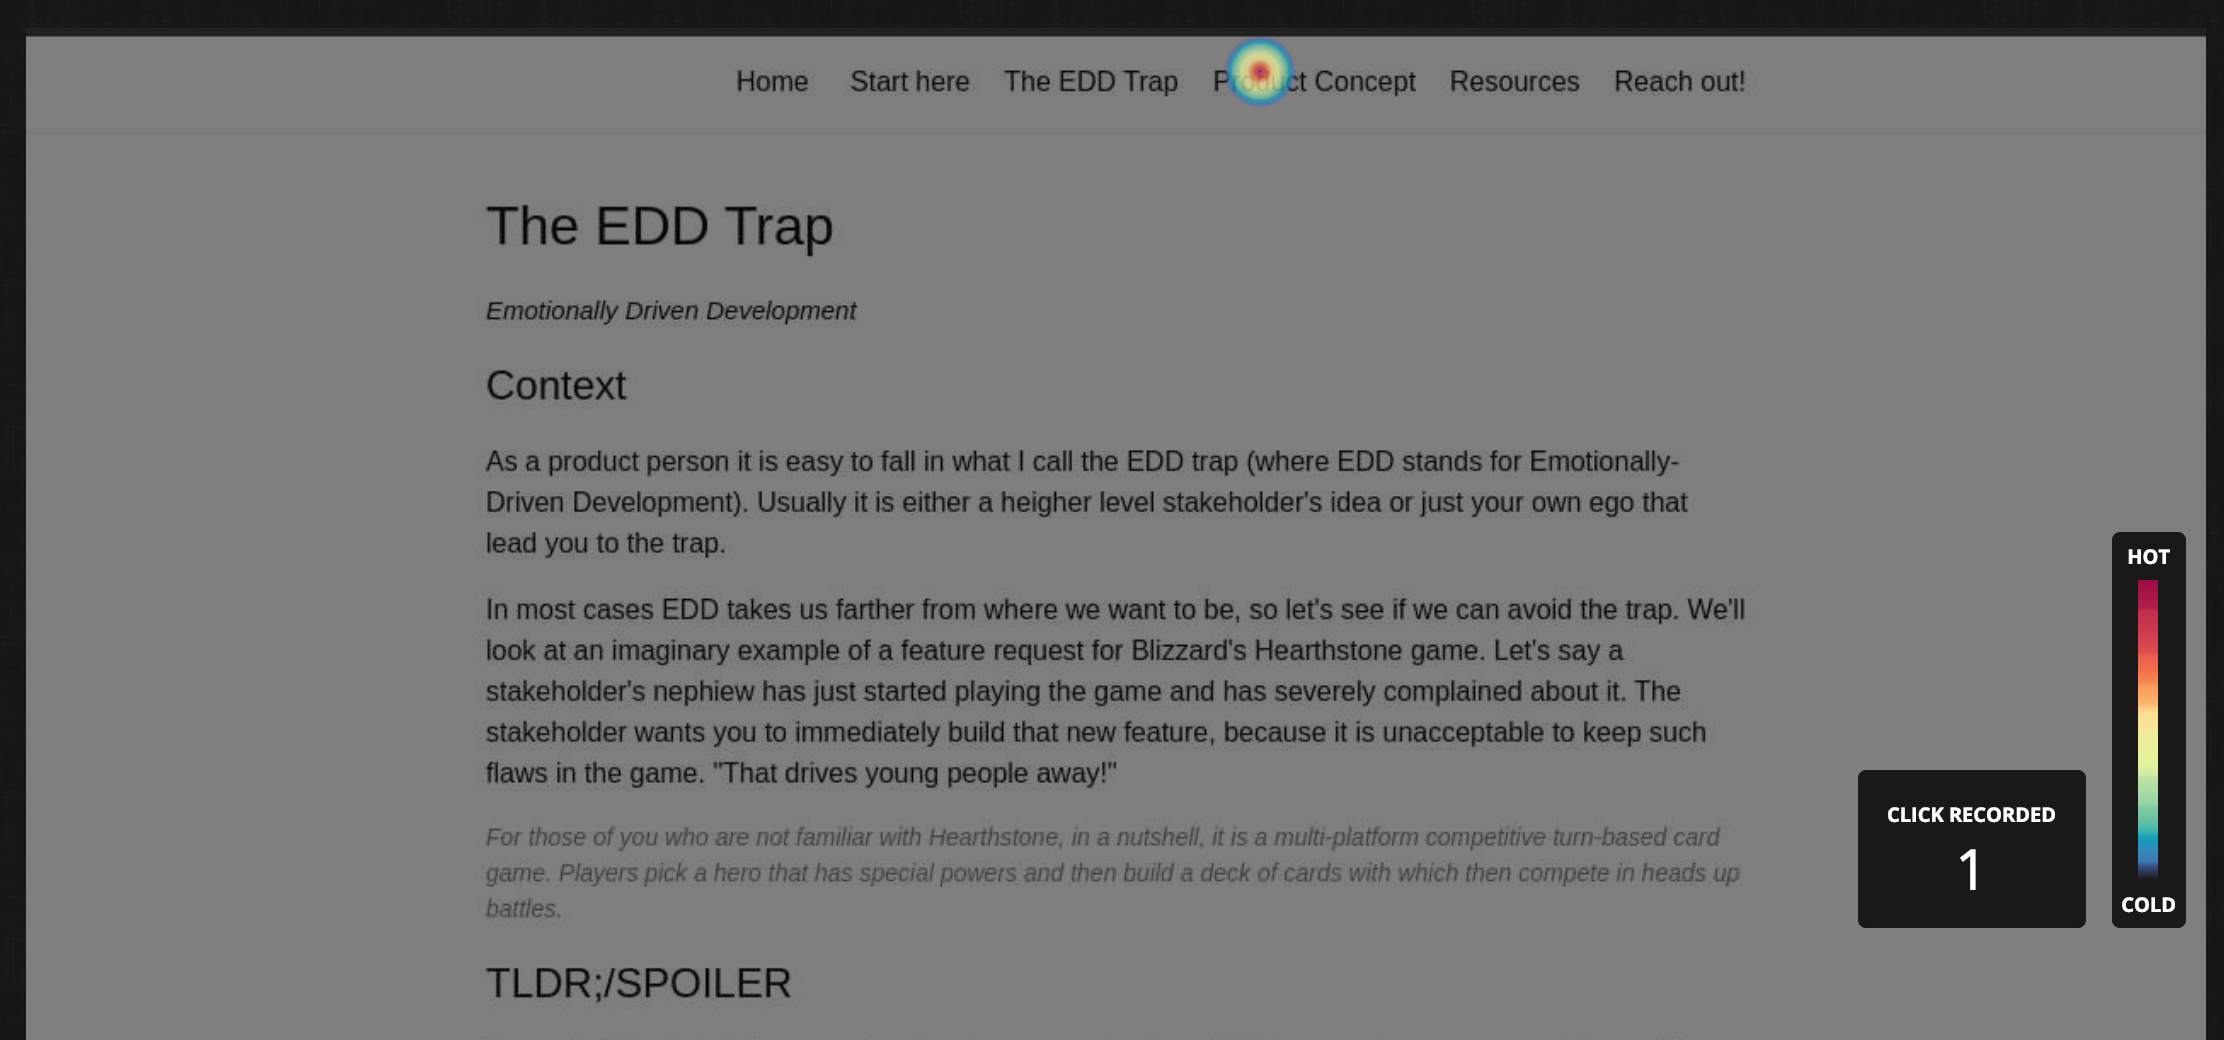 Home Start here The EDD Trap Product Concept Resources Reach out!
The EDD Trap
Emotionally Driven Development
Context
As a product person it is easy to fall in what I call the EDD trap (where EDD stands for Emotionally-
Driven Development). Usually it is either a heigher level stakeholder's idea or just your own ego that
lead you to the trap.
In most cases EDD takes us farther from where we want to be, so let's see if we can avoid the trap. We'll
look at an imaginary example of a feature request for Blizzard's Hearthstone game. Let's say a
stakeholder's nephiew has just started playing the game and has severely complained about it. The
stakeholder wants you to immediately build that new feature, because it is unacceptable to keep such
flaws in the game. "That drives young people away!"
For those of you who are not familiar with Hearthstone, in a nutshell, it is a multi-platform competitive turn-based card
game. Players pick a hero that has special powers and then build a deck of cards with which then compete in heads up
battles.
TLDR;/SPOILER
HOT
COLD
CLICK RECORDED
1